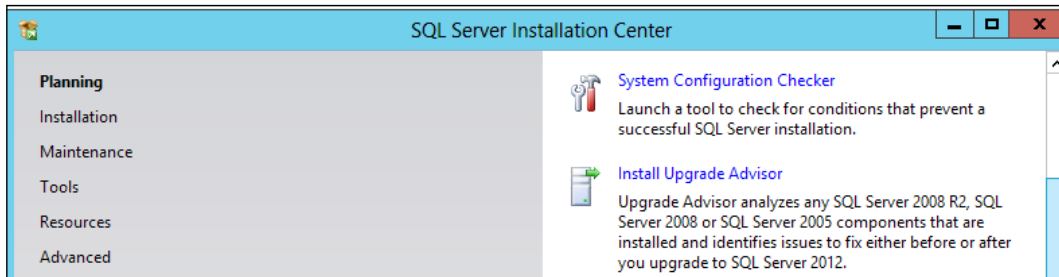 SQL Server Installation Center
Planning
Installation
Maintenance
Tools
Resources
Advanced
System Configuration Checker
Launch a tool to check for conditions that prevent a
successful SQL Server installation.
Install Upgrade Advisor
Upgrade Advisor analyzes any SQL Server 2008 R2, SQL
Server 2008 or SQL Server 2005 components that are
installed and identifies issues to fix either before or after
you upgrade to SQL Server 2012.